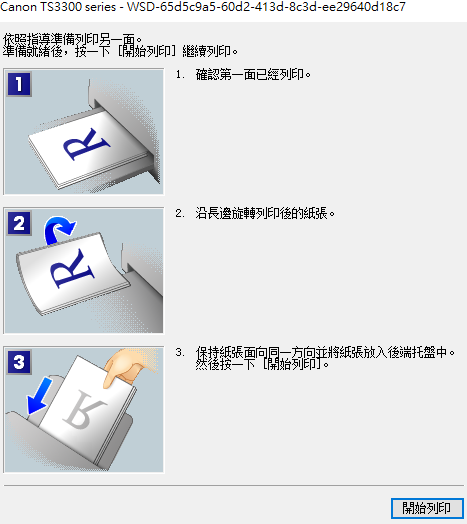 Canon TS3300 series - WSD-65d5c9a5-60d2-413d-8c3d-ee29640d18c7
依照指導準備列印另一面。
準備就緒後，按一下 [開始列印] 繼續列印。
1
R
1. 確認第一面已經列印。
2
R
2. 沿長邊旋轉列印後的紙張。
3
R
3. 保持紙張面向同一方向並將紙張放入後端托盤中。
然後按一下 [開始列印]。
開始列印